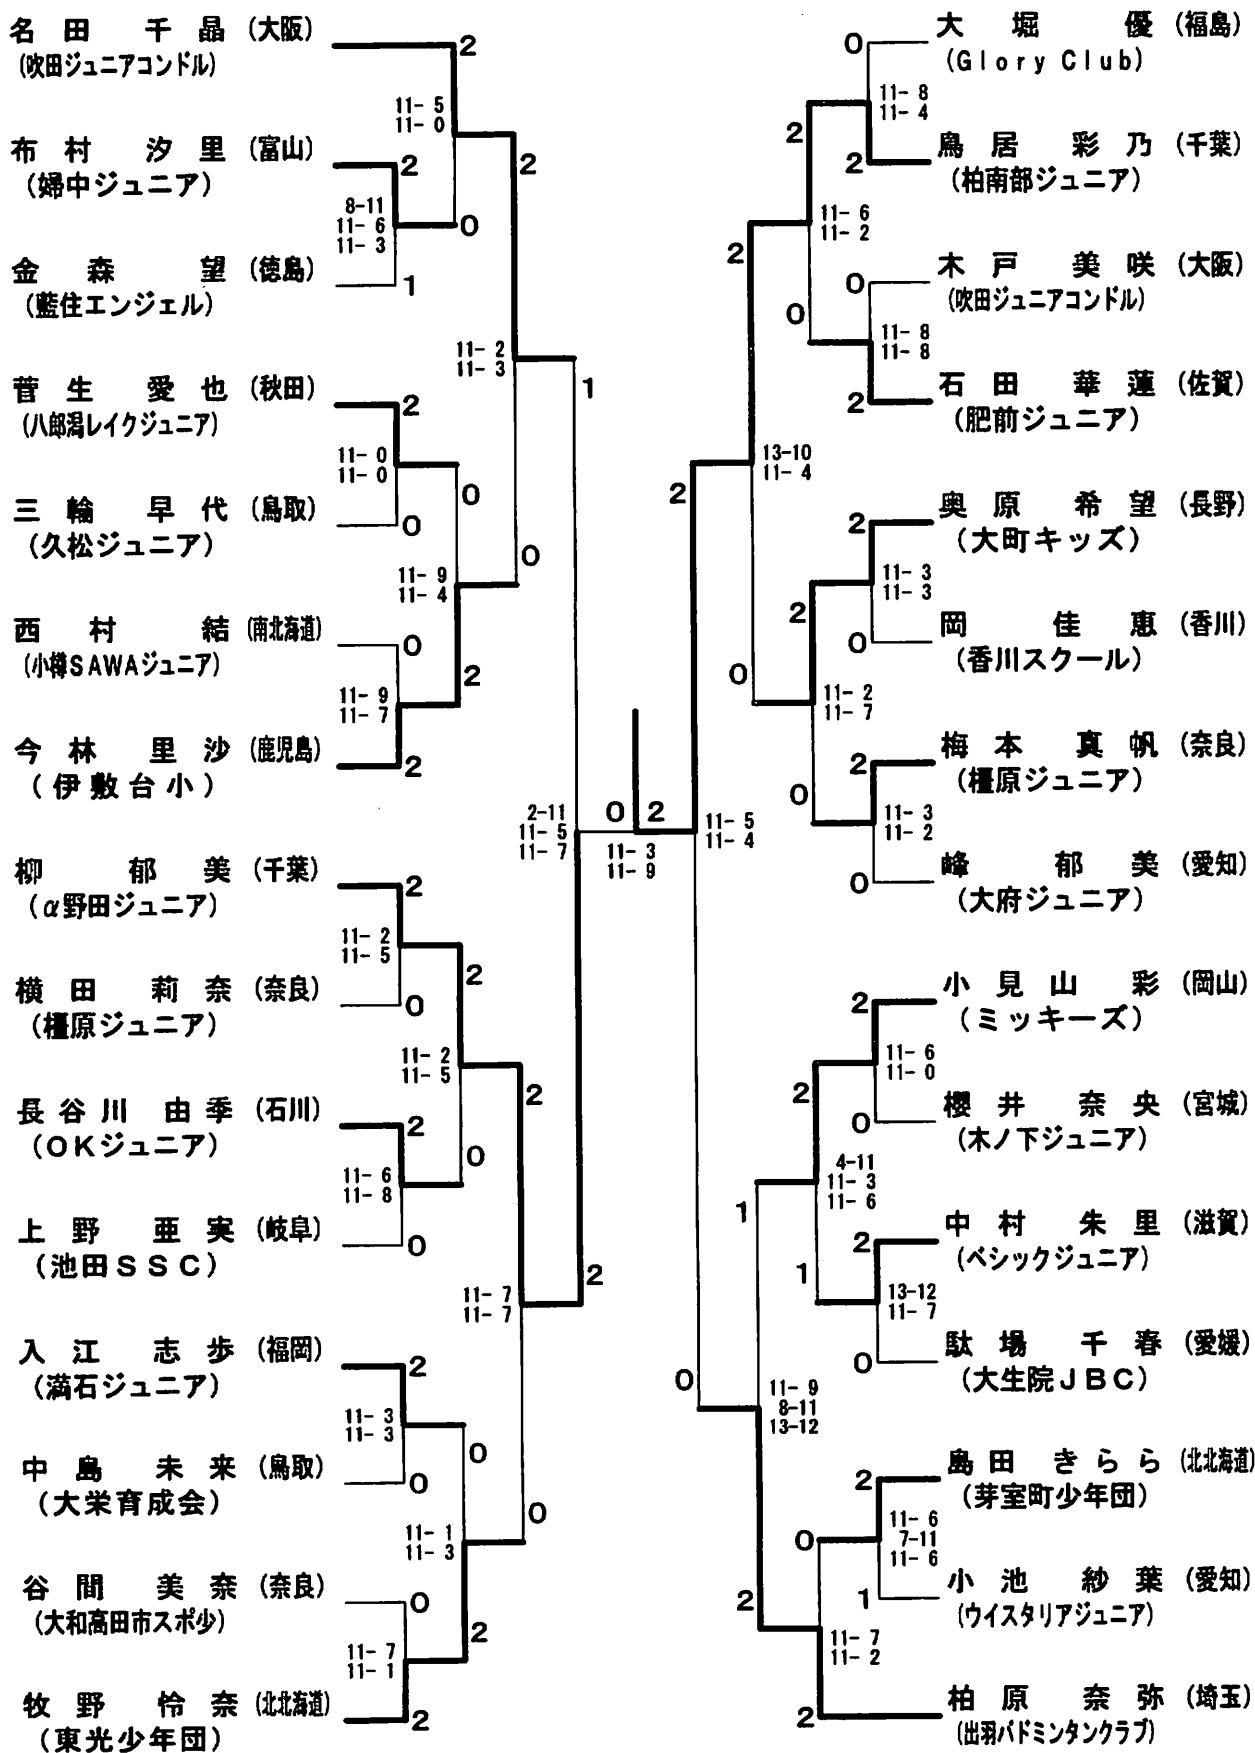 名田 千晶 (大阪)
(吹田ジュニアコンドル)
2
11- 5
11- 0
布村 汐里 (富山)
(婦中ジュニア)
2
2
8-11
11- 6
11- 3
0
金森 望 (徳島)
(藍住エンジェル)
1
11- 2
11- 3
1
菅生 愛也 (秋田)
(八郎潟レイクジュニア)
2
11- 0
11- 0
0
三輪 早代 (鳥取)
(久松ジュニア)
0
0
11- 9
11- 4
西村 結 (南北海道)
(小樽SAWAジュニア)
0
2
11- 9
11- 7
今林 里沙 (鹿児島)
(伊敷台小)
2
2-11
11- 5
11- 7
柳 郁美 (千葉)
(α野田ジュニア)
2
11- 2
11- 5
2
横田 莉奈 (奈良)
(橿原ジュニア)
0
11- 2
11- 5
2
長谷川 由季 (石川)
(OKジュニア)
2
0
11- 6
11- 8
上野 亜実 (岐阜)
(池田SSC)
0
2
11- 7
11- 7
入江 志歩 (福岡)
(満石ジュニア)
2
11- 3
11- 3
0
中島 未来 (鳥取)
(大栄育成会)
0
0
11- 1
11- 3
谷間 美奈 (奈良)
(大和高田市スポ少)
0
2
11- 7
11- 1
牧野 怜奈 (北北海道)
(東光少年団)
2
0 2
11- 3
11- 9
大堀 優 (福島)
(Glory Club)
0
11- 8
11- 4
2
鳥居 彩乃 (千葉)
(柏南部ジュニア)
2
11- 6
11- 2
2
木戸 美咲 (大阪)
(吹田ジュニアコンドル)
0
0
11- 8
11- 8
石田 華蓮 (佐賀)
(肥前ジュニア)
2
13-10
11- 4
2
奥原 希望 (長野)
(大町キッズ)
2
11- 3
11- 3
2
岡 佳恵 (香川)
(香川スクール)
0
0
11- 2
11- 7
梅本 真帆 (奈良)
(橿原ジュニア)
2
0
11- 3
11- 2
11- 5
11- 4
峰 郁美 (愛知)
(大府ジュニア)
0
小見山 彩 (岡山)
(ミッキーズ)
2
11- 6
11- 0
2
櫻井 奈央 (宮城)
(木ノ下ジュニア)
0
4-11
11- 3
11- 6
1
中村 朱里 (滋賀)
(ベシックジュニア)
2
1
13-12
11- 7
駄場 千春 (愛媛)
(大生院JBC)
0
0
11- 9
8-11
13-12
島田 きらら (北北海道)
(芽室町少年団)
2
11- 6
7-11
11- 6
0
小池 紗葉 (愛知)
(ウイスタリアジュニア)
1
2
11- 7
11- 2
柏原 奈弥 (埼玉)
(出羽バドミンタンクラブ)
2